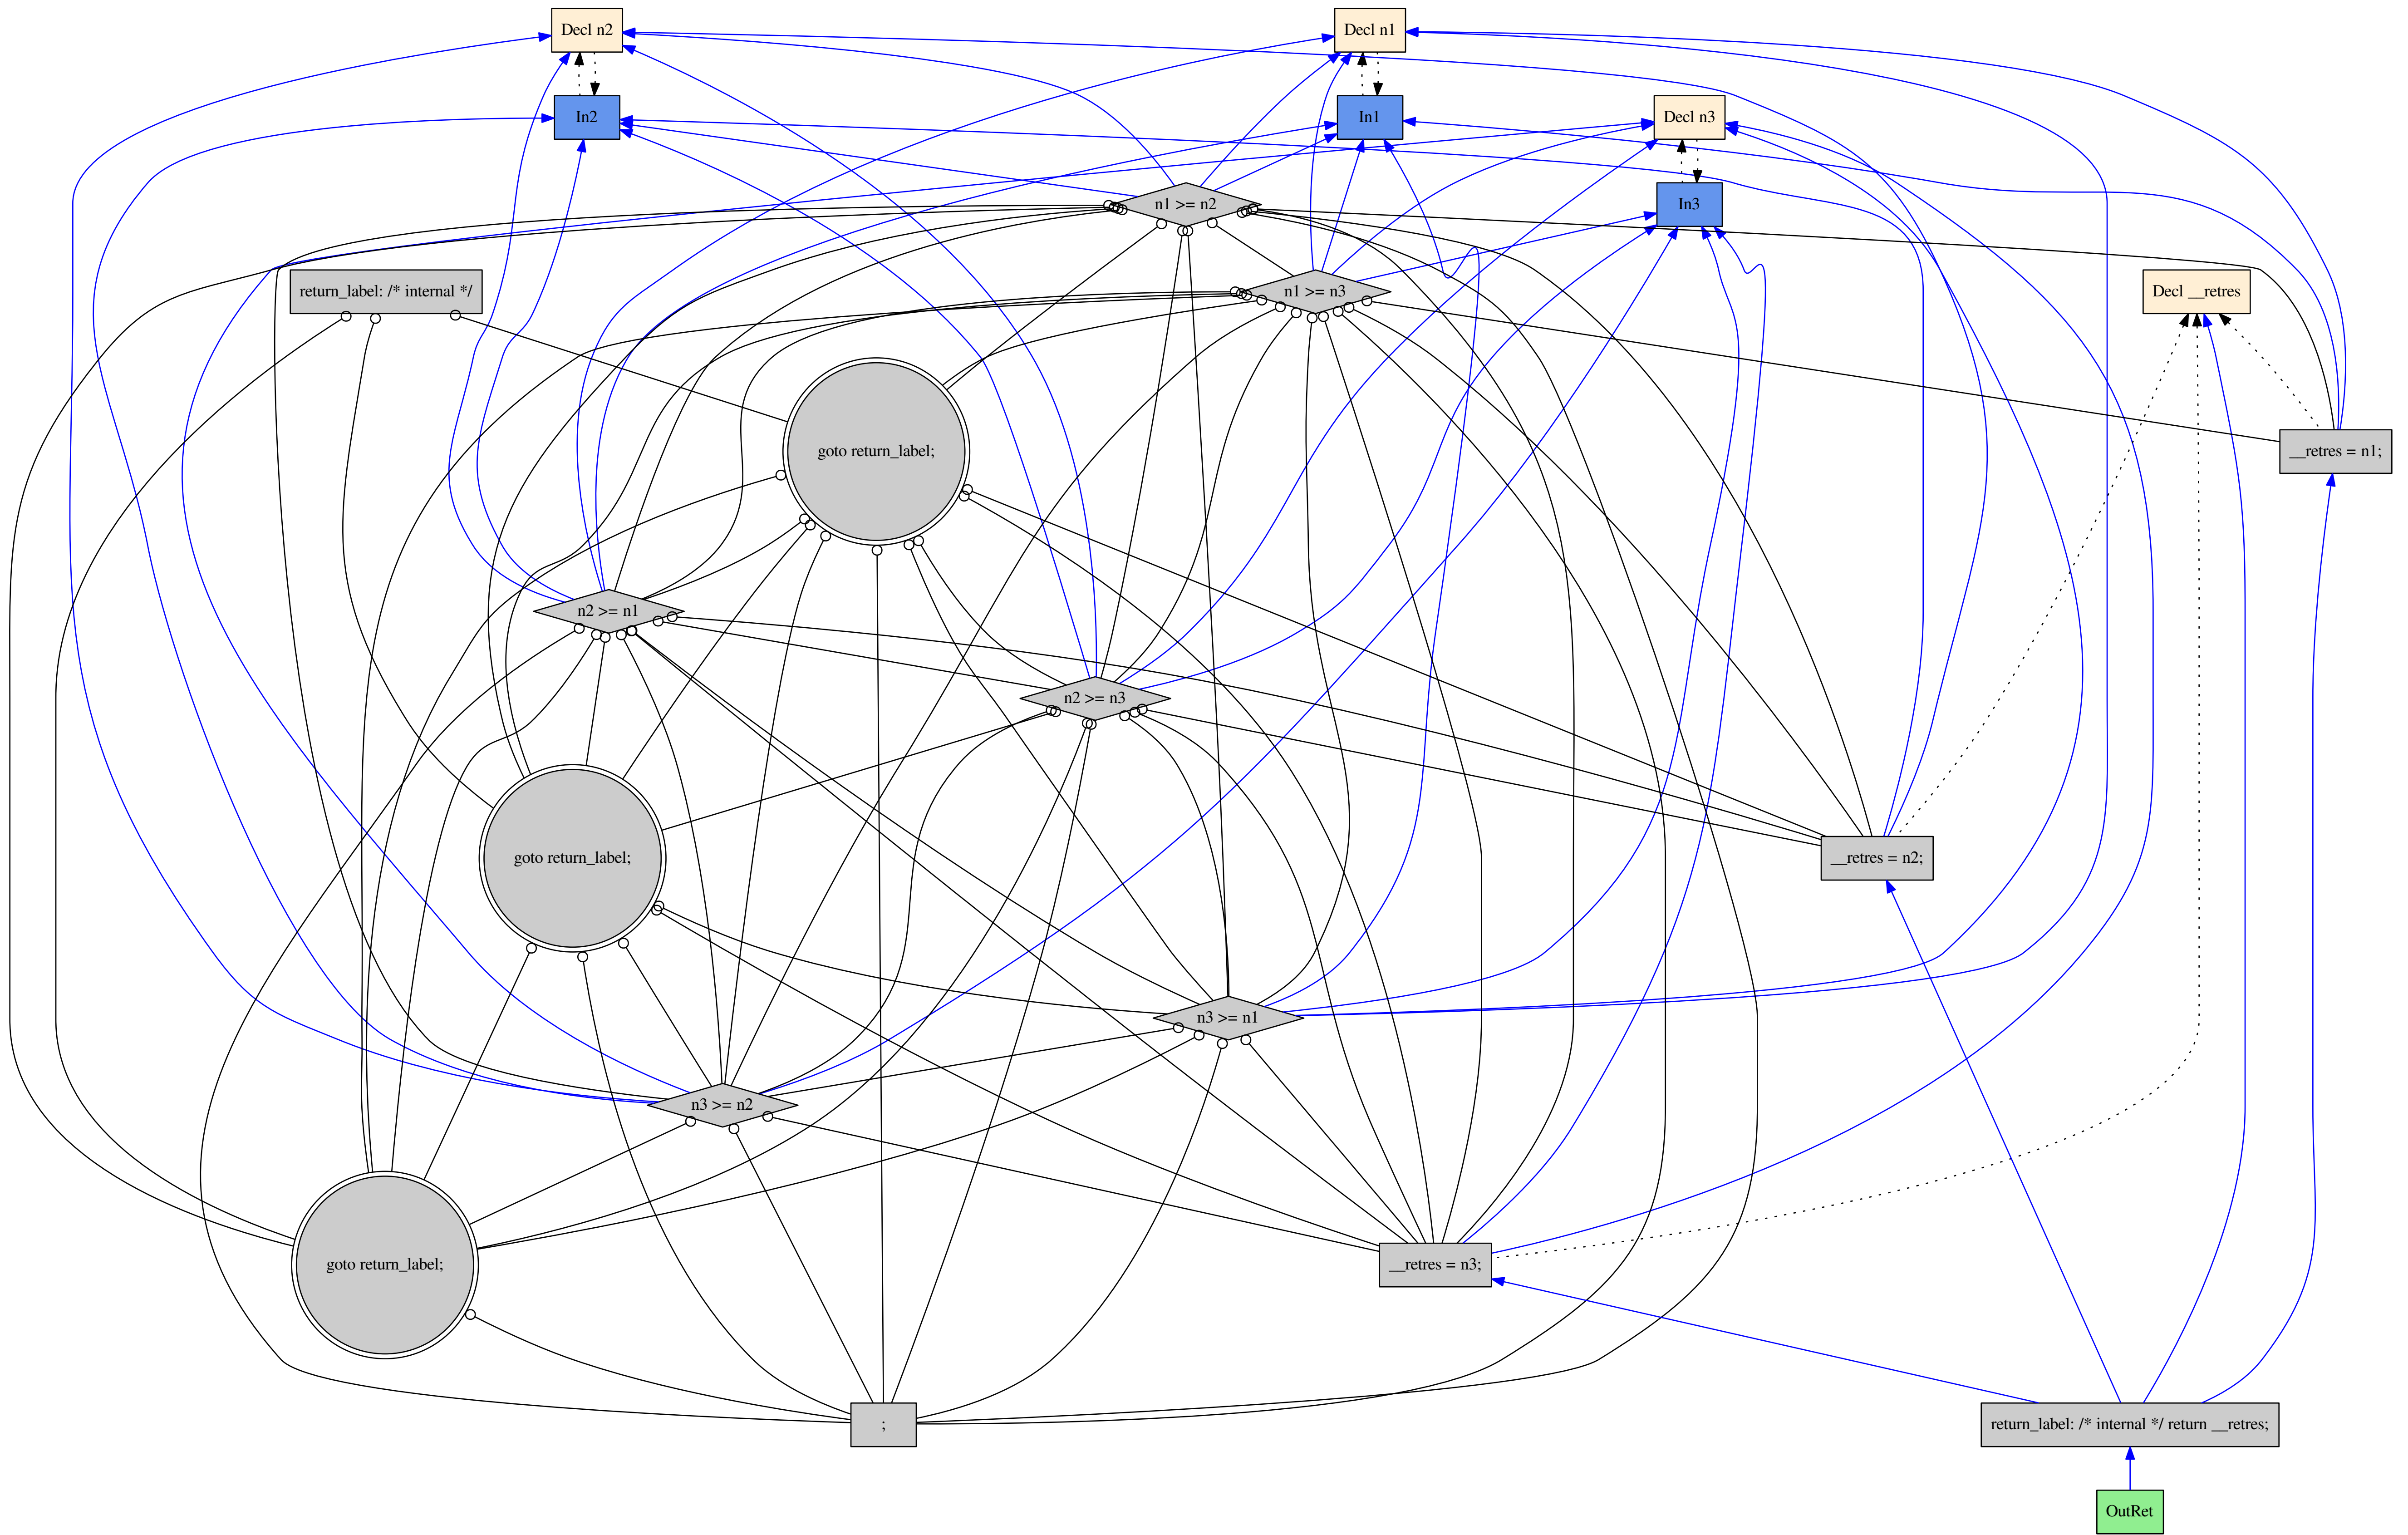 Decl n2
Decl n1
In2
In1
Decl n3
n1 >= n2
In3
return_label: /* internal */
n1 >= n3
Decl __retres
goto return_label;
__retres = n1;
n2 >= n1
n2 >= n3
goto return_label;
__retres = n2;
n3 >= n1
n3 >= n2
goto return_label;
__retres = n3;
;
return_label: /* internal */ return __retres;
OutRet